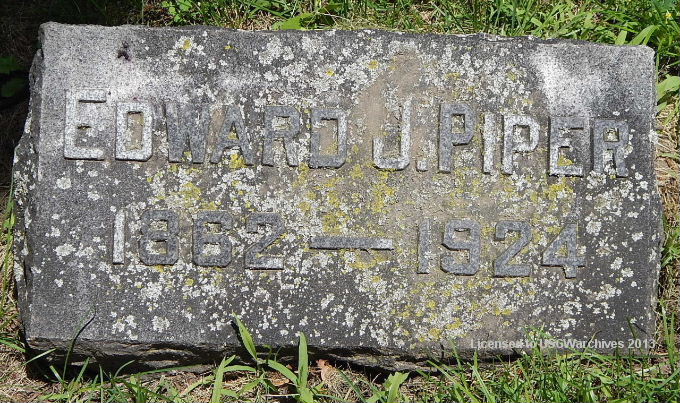 EDWARD J. PIPER
1862 — 1924
Licensed to USGWarchives 2013